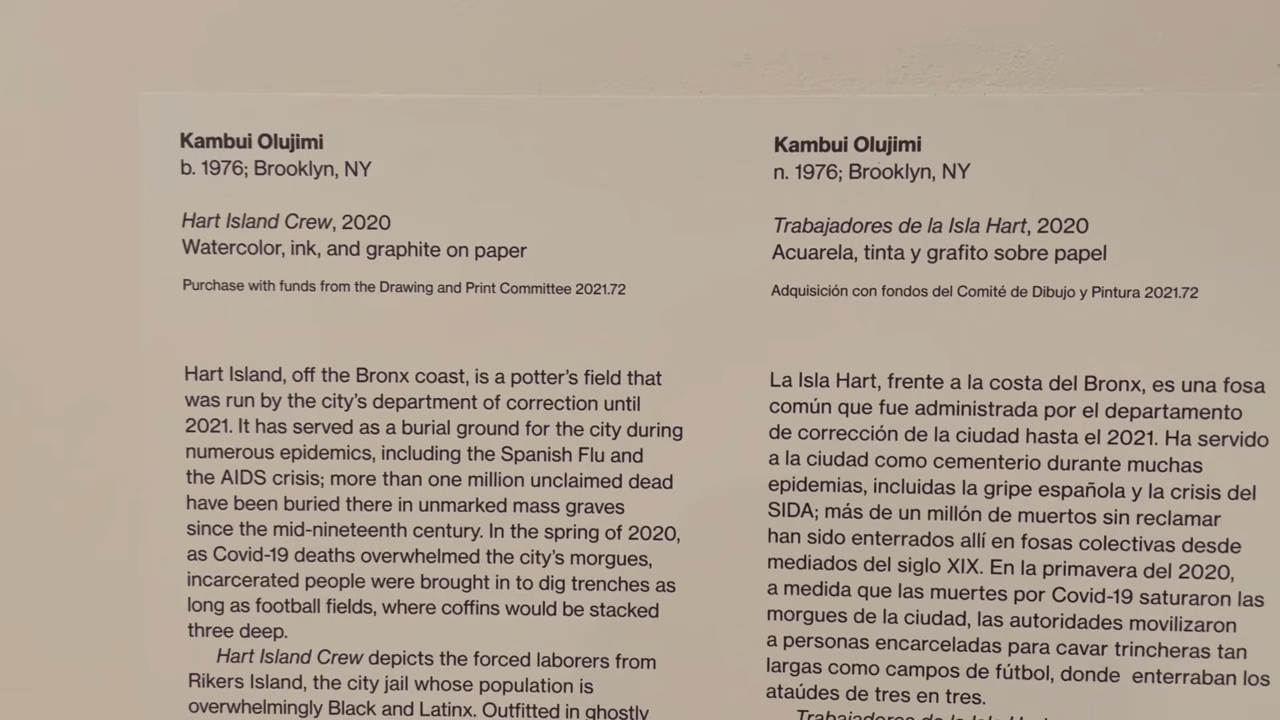 Kambui Olujimi
b. 1976; Brooklyn, NY
Hart Island Crew, 2020
Watercolor, ink, and graphite on paper
Purchase with funds from the Drawing and Print Committee 2021.72
Hart Island, off the Bronx coast, is a potter's field that
was run by the city's department of correction until
2021. It has served as a burial ground for the city during
numerous epidemics, including the Spanish Flu and
the AIDS crisis; more than one million unclaimed dead
have been buried there in unmarked mass graves
since the mid-nineteenth century. In the spring of 2020,
as Covid-19 deaths overwhelmed the city's morgues,
incarcerated people were brought in to dig trenches as
long as football fields, where coffins would be stacked
three deep.
Hart Island Crew depicts the forced laborers from
Rikers Island, the city jail whose population is
overwhelmingly Black and Latinx. Outfitted in ghostly
Kambui Olujimi
n. 1976; Brooklyn, NY
Trabajadores de la Isla Hart, 2020
Acuarela, tinta y grafito sobre papel
Adquisición con fondos del Comité de Dibujo y Pintura 2021.72
La Isla Hart, frente a la costa del Bronx, es una fosa
común que fue administrada por el departamento
de corrección de la ciudad hasta el 2021. Ha servido
a la ciudad como cementerio durante muchas
epidemias, incluidas la gripe española y la crisis del
SIDA; más de un millón de muertos sin reclamar
han sido enterrados allí en fosas colectivas desde
mediados del siglo XIX. En la primavera del 2020,
a medida que las muertes por Covid-19 saturaron las
morgues de la ciudad, las autoridades movilizaron
a personas encarceladas para cavar trincheras tan
largas como campos de fútbol, donde enterraban los
ataúdes de tres en tres.
Trabajadores de la Isla Hart